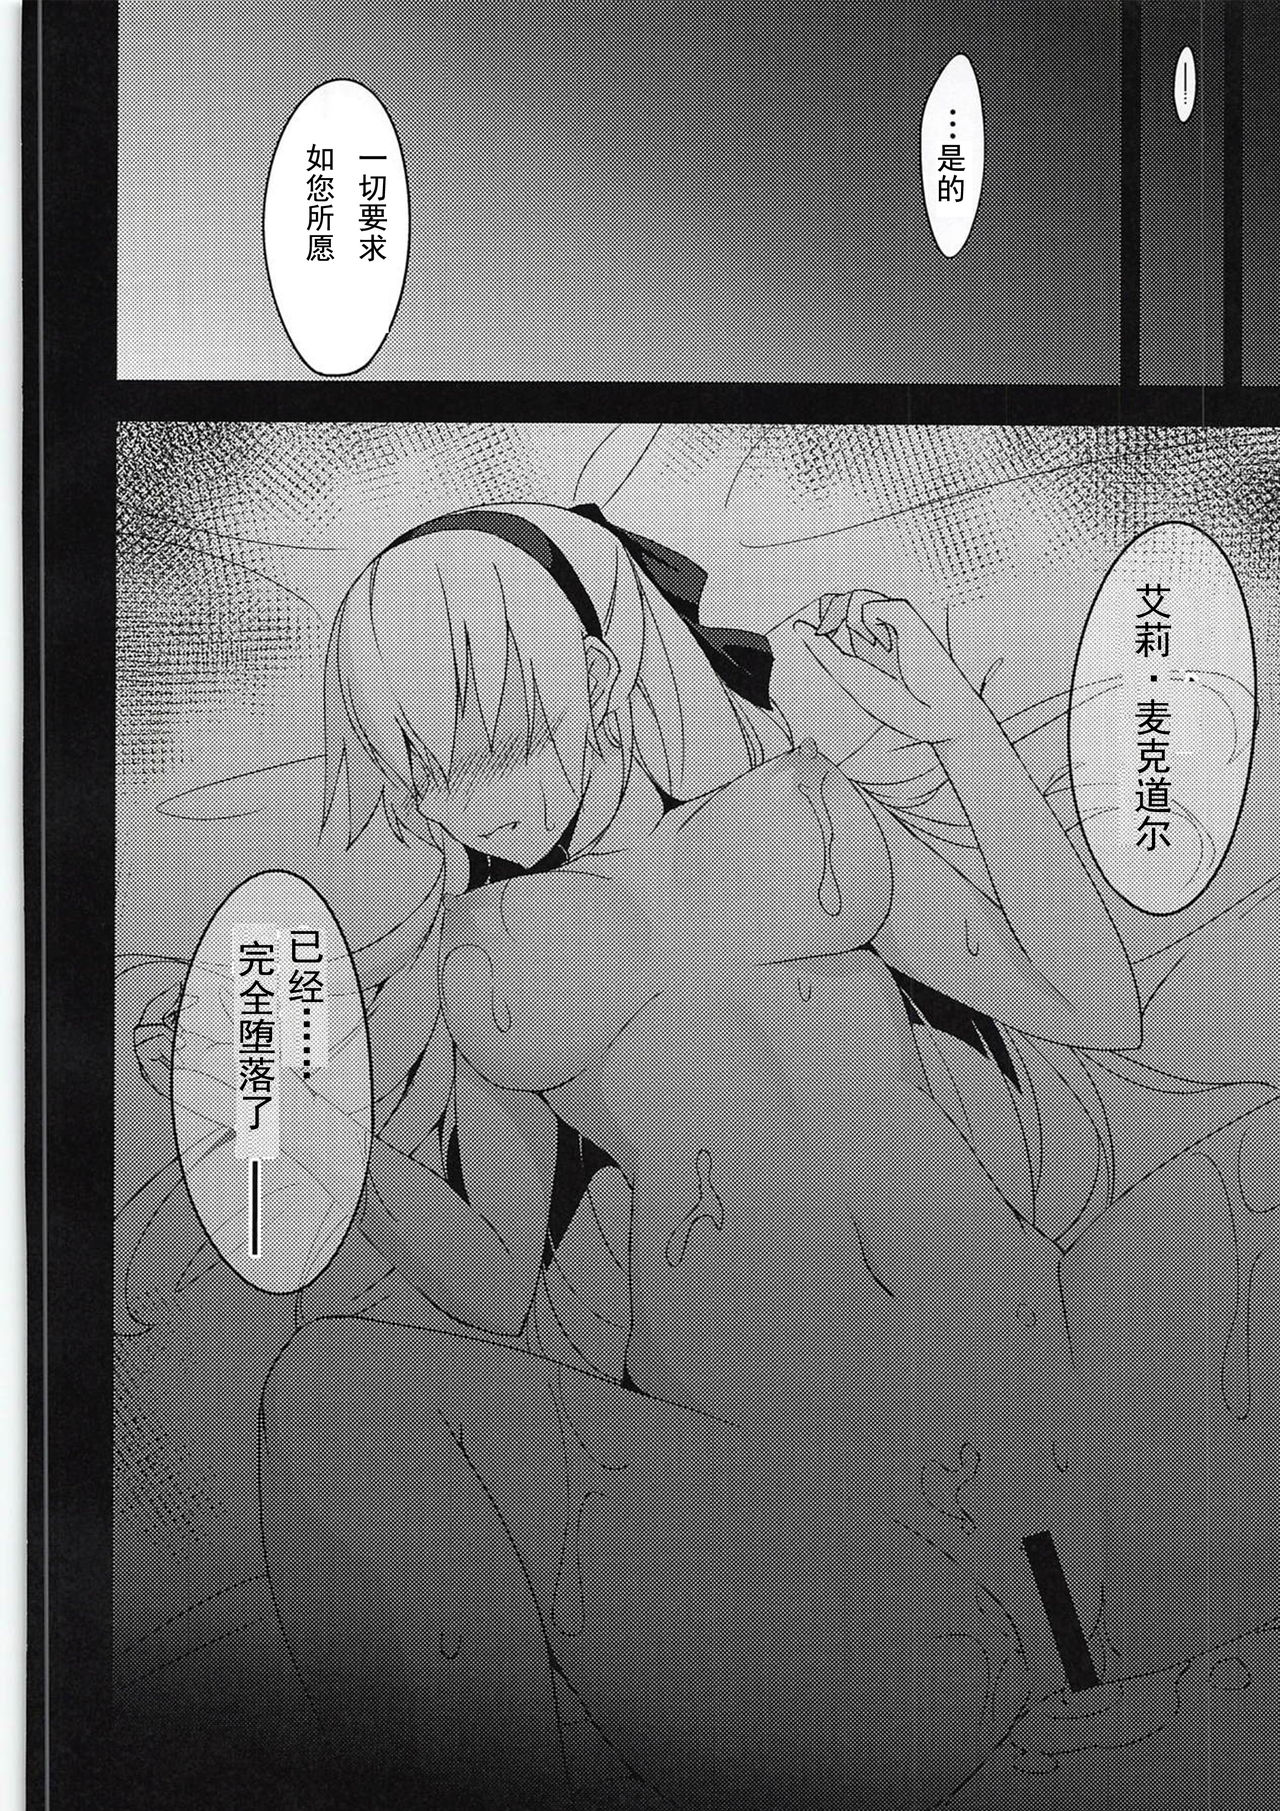 …
…是的
一切要求
如您所愿
艾莉·麦克道尔
已经……
完全堕落了——